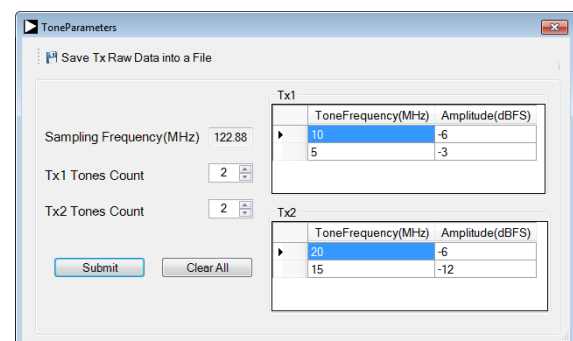 ToneParameters
Save Tx Raw Data into a File
Sampling Frequency(MHz) 122.88
Tx1 Tones Count 2
Tx2 Tones Count 2
Submit Clear All
Tx1
ToneFrequency(MHz) Amplitude(dBFS)
10 -6
5 -3
Tx2
ToneFrequency(MHz) Amplitude(dBFS)
20 -6
15 -12